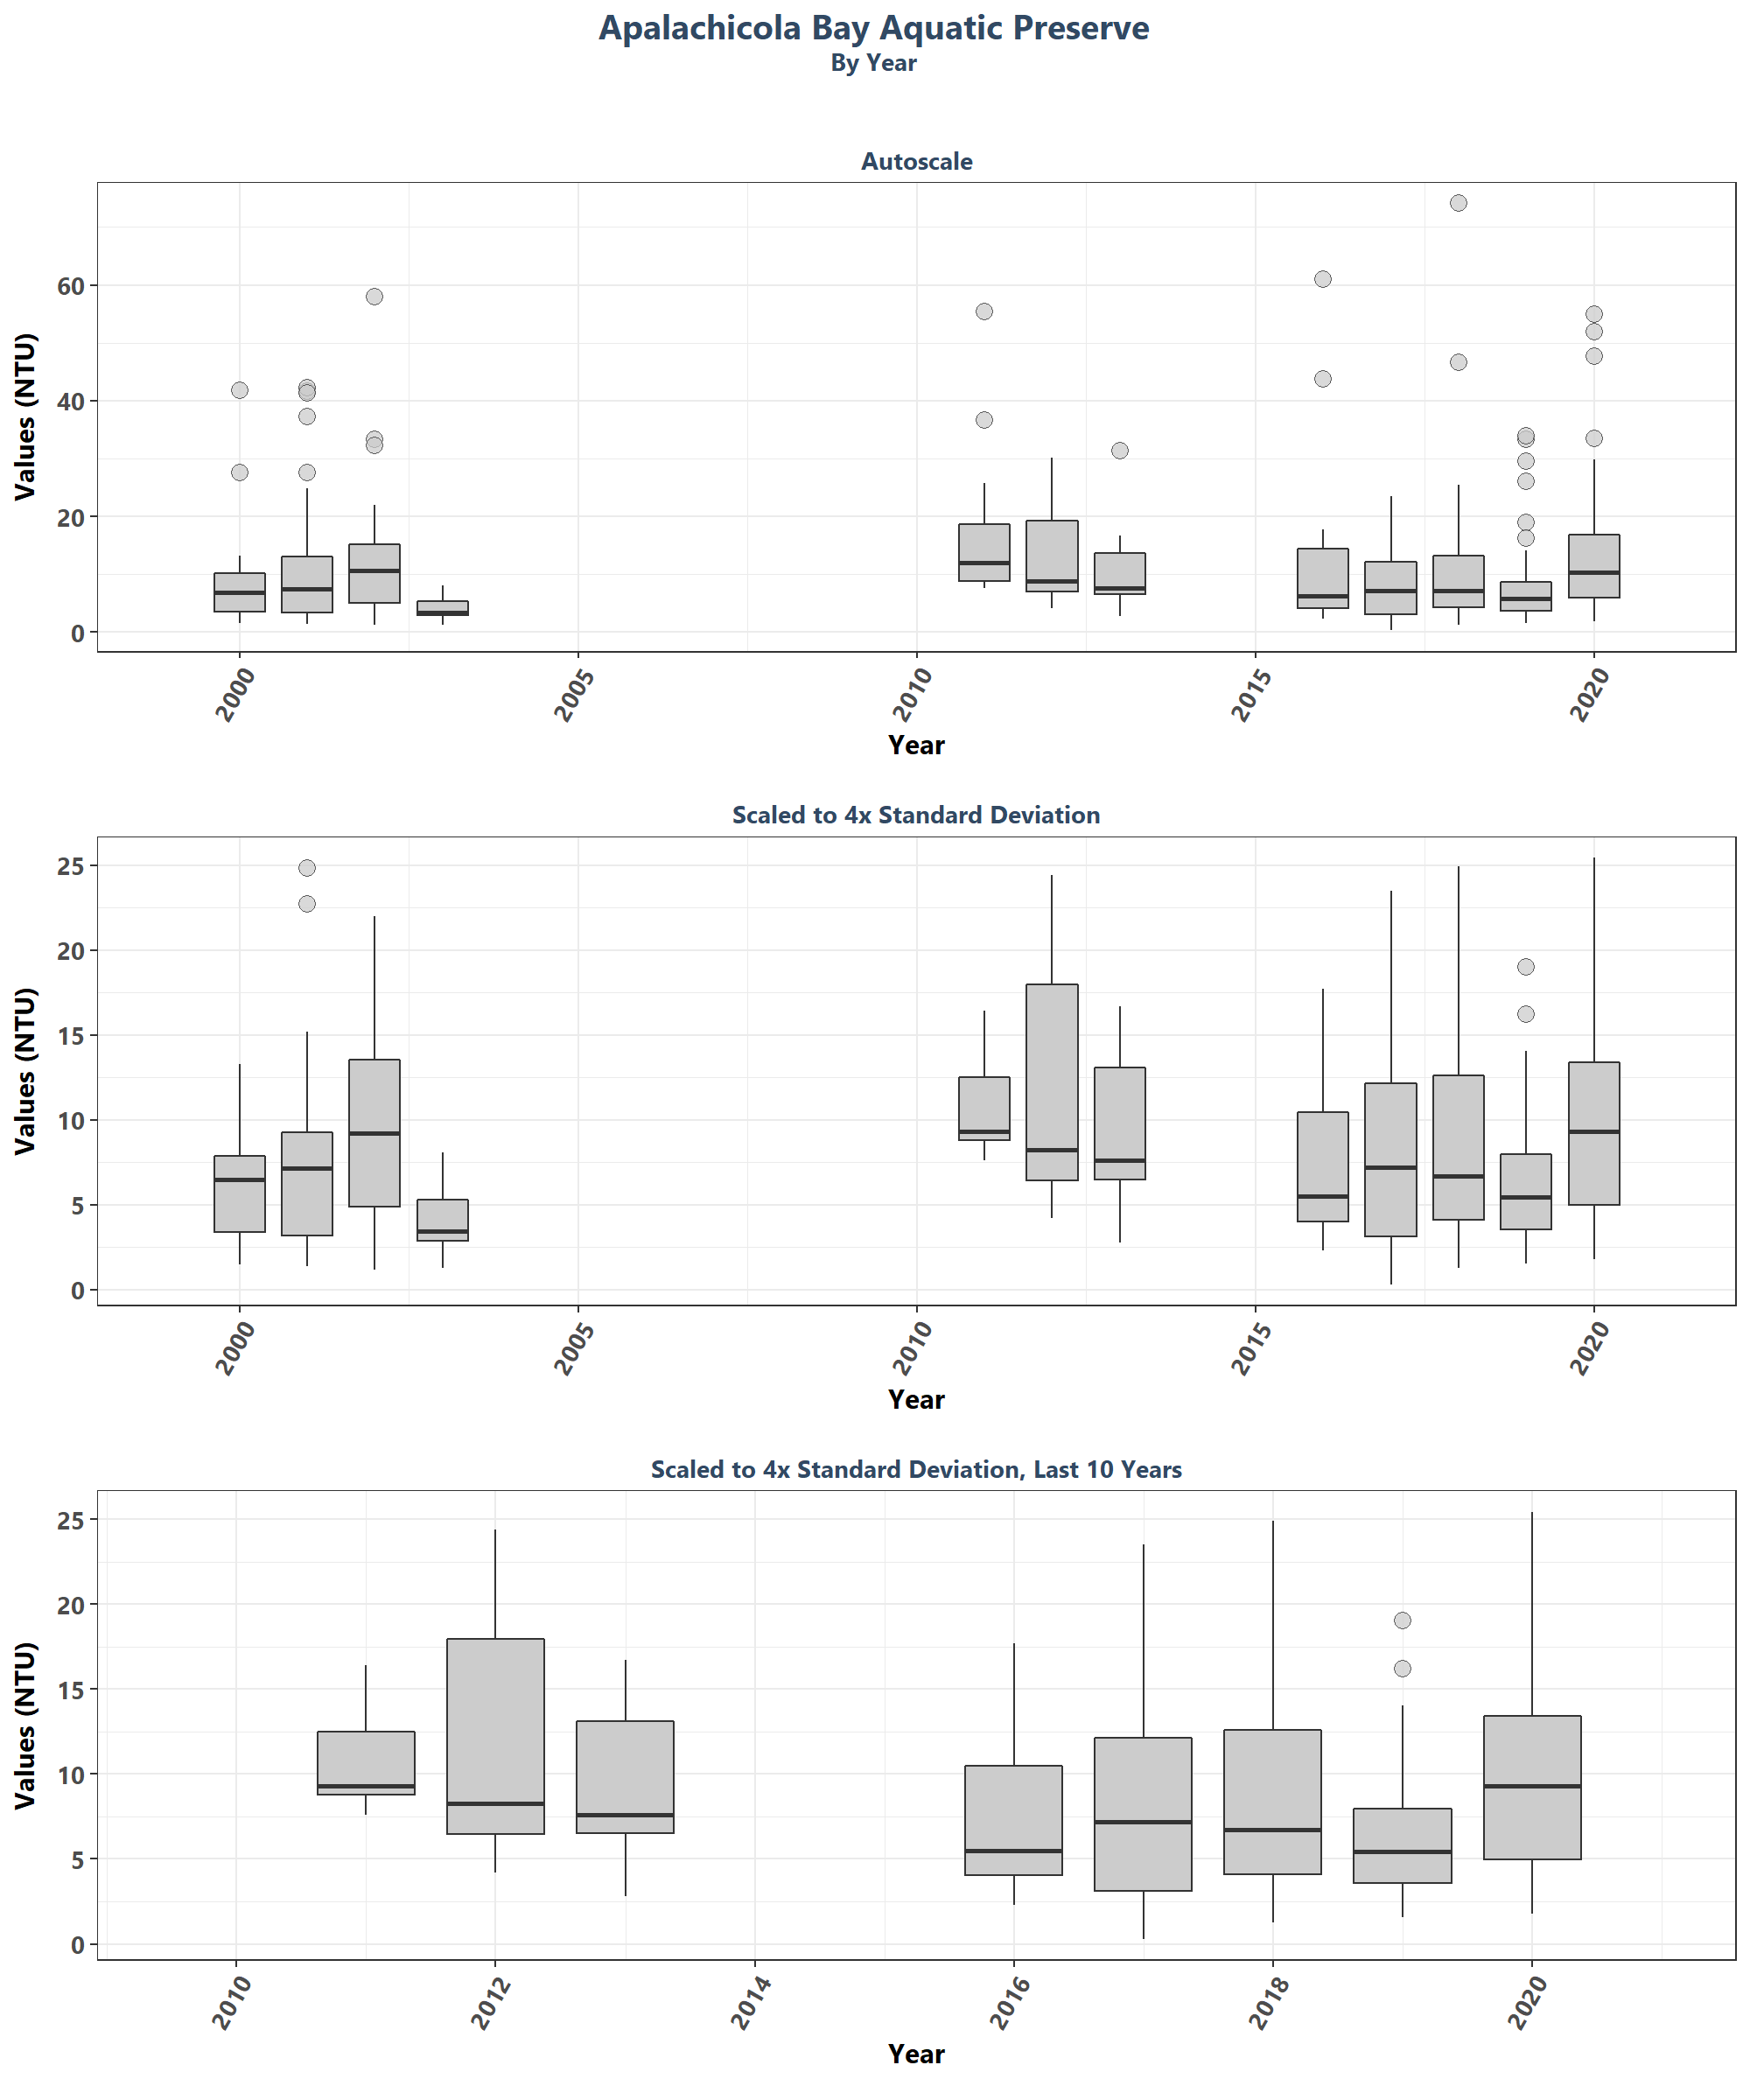 Apalachicola Bay Aquatic Preserve
By Year
Autoscale
Values (NTU)
60
40
20
0
2000 2005 2010 2015 2020
Year
Scaled to 4x Standard Deviation
Values (NTU)
25
20
15
10
5
0
2000 2005 2010 2015 2020
Year
Scaled to 4x Standard Deviation, Last 10 Years
Values (NTU)
25
20
15
10
5
0
2010 2012 2014 2016 2018 2020
Year